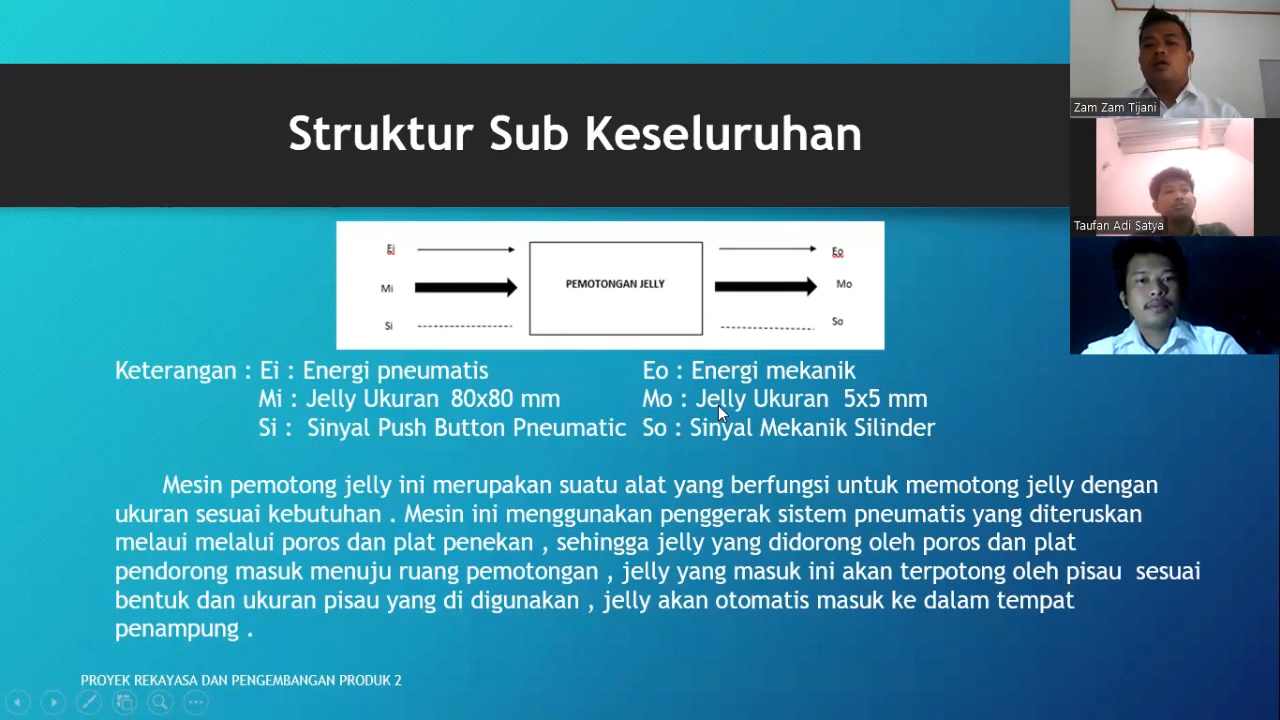 Struktur Sub Keseluruhan
Zam Zam Tijani
Taufan Adi Satya
Ei Eo
Mi PEMOTONGAN JELLY Mo
Si So
Keterangan : Ei : Energi pneumatis Eo : Energi mekanik
Mi : Jelly Ukuran 80x80 mm Mo : Jelly Ukuran 5x5 mm
Si : Sinyal Push Button Pneumatic So : Sinyal Mekanik Silinder
Mesin pemotong jelly ini merupakan suatu alat yang berfungsi untuk memotong jelly dengan
ukuran sesuai kebutuhan . Mesin ini menggunakan penggerak sistem pneumatis yang diteruskan
melaui melalui poros dan plat penekan , sehingga jelly yang didorong oleh poros dan plat
pendorong masuk menuju ruang pemotongan , jelly yang masuk ini akan terpotong oleh pisau sesuai
bentuk dan ukuran pisau yang di digunakan , jelly akan otomatis masuk ke dalam tempat
penampung .
PROYEK REKAYASA DAN PENGEMBANGAN PRODUK 2